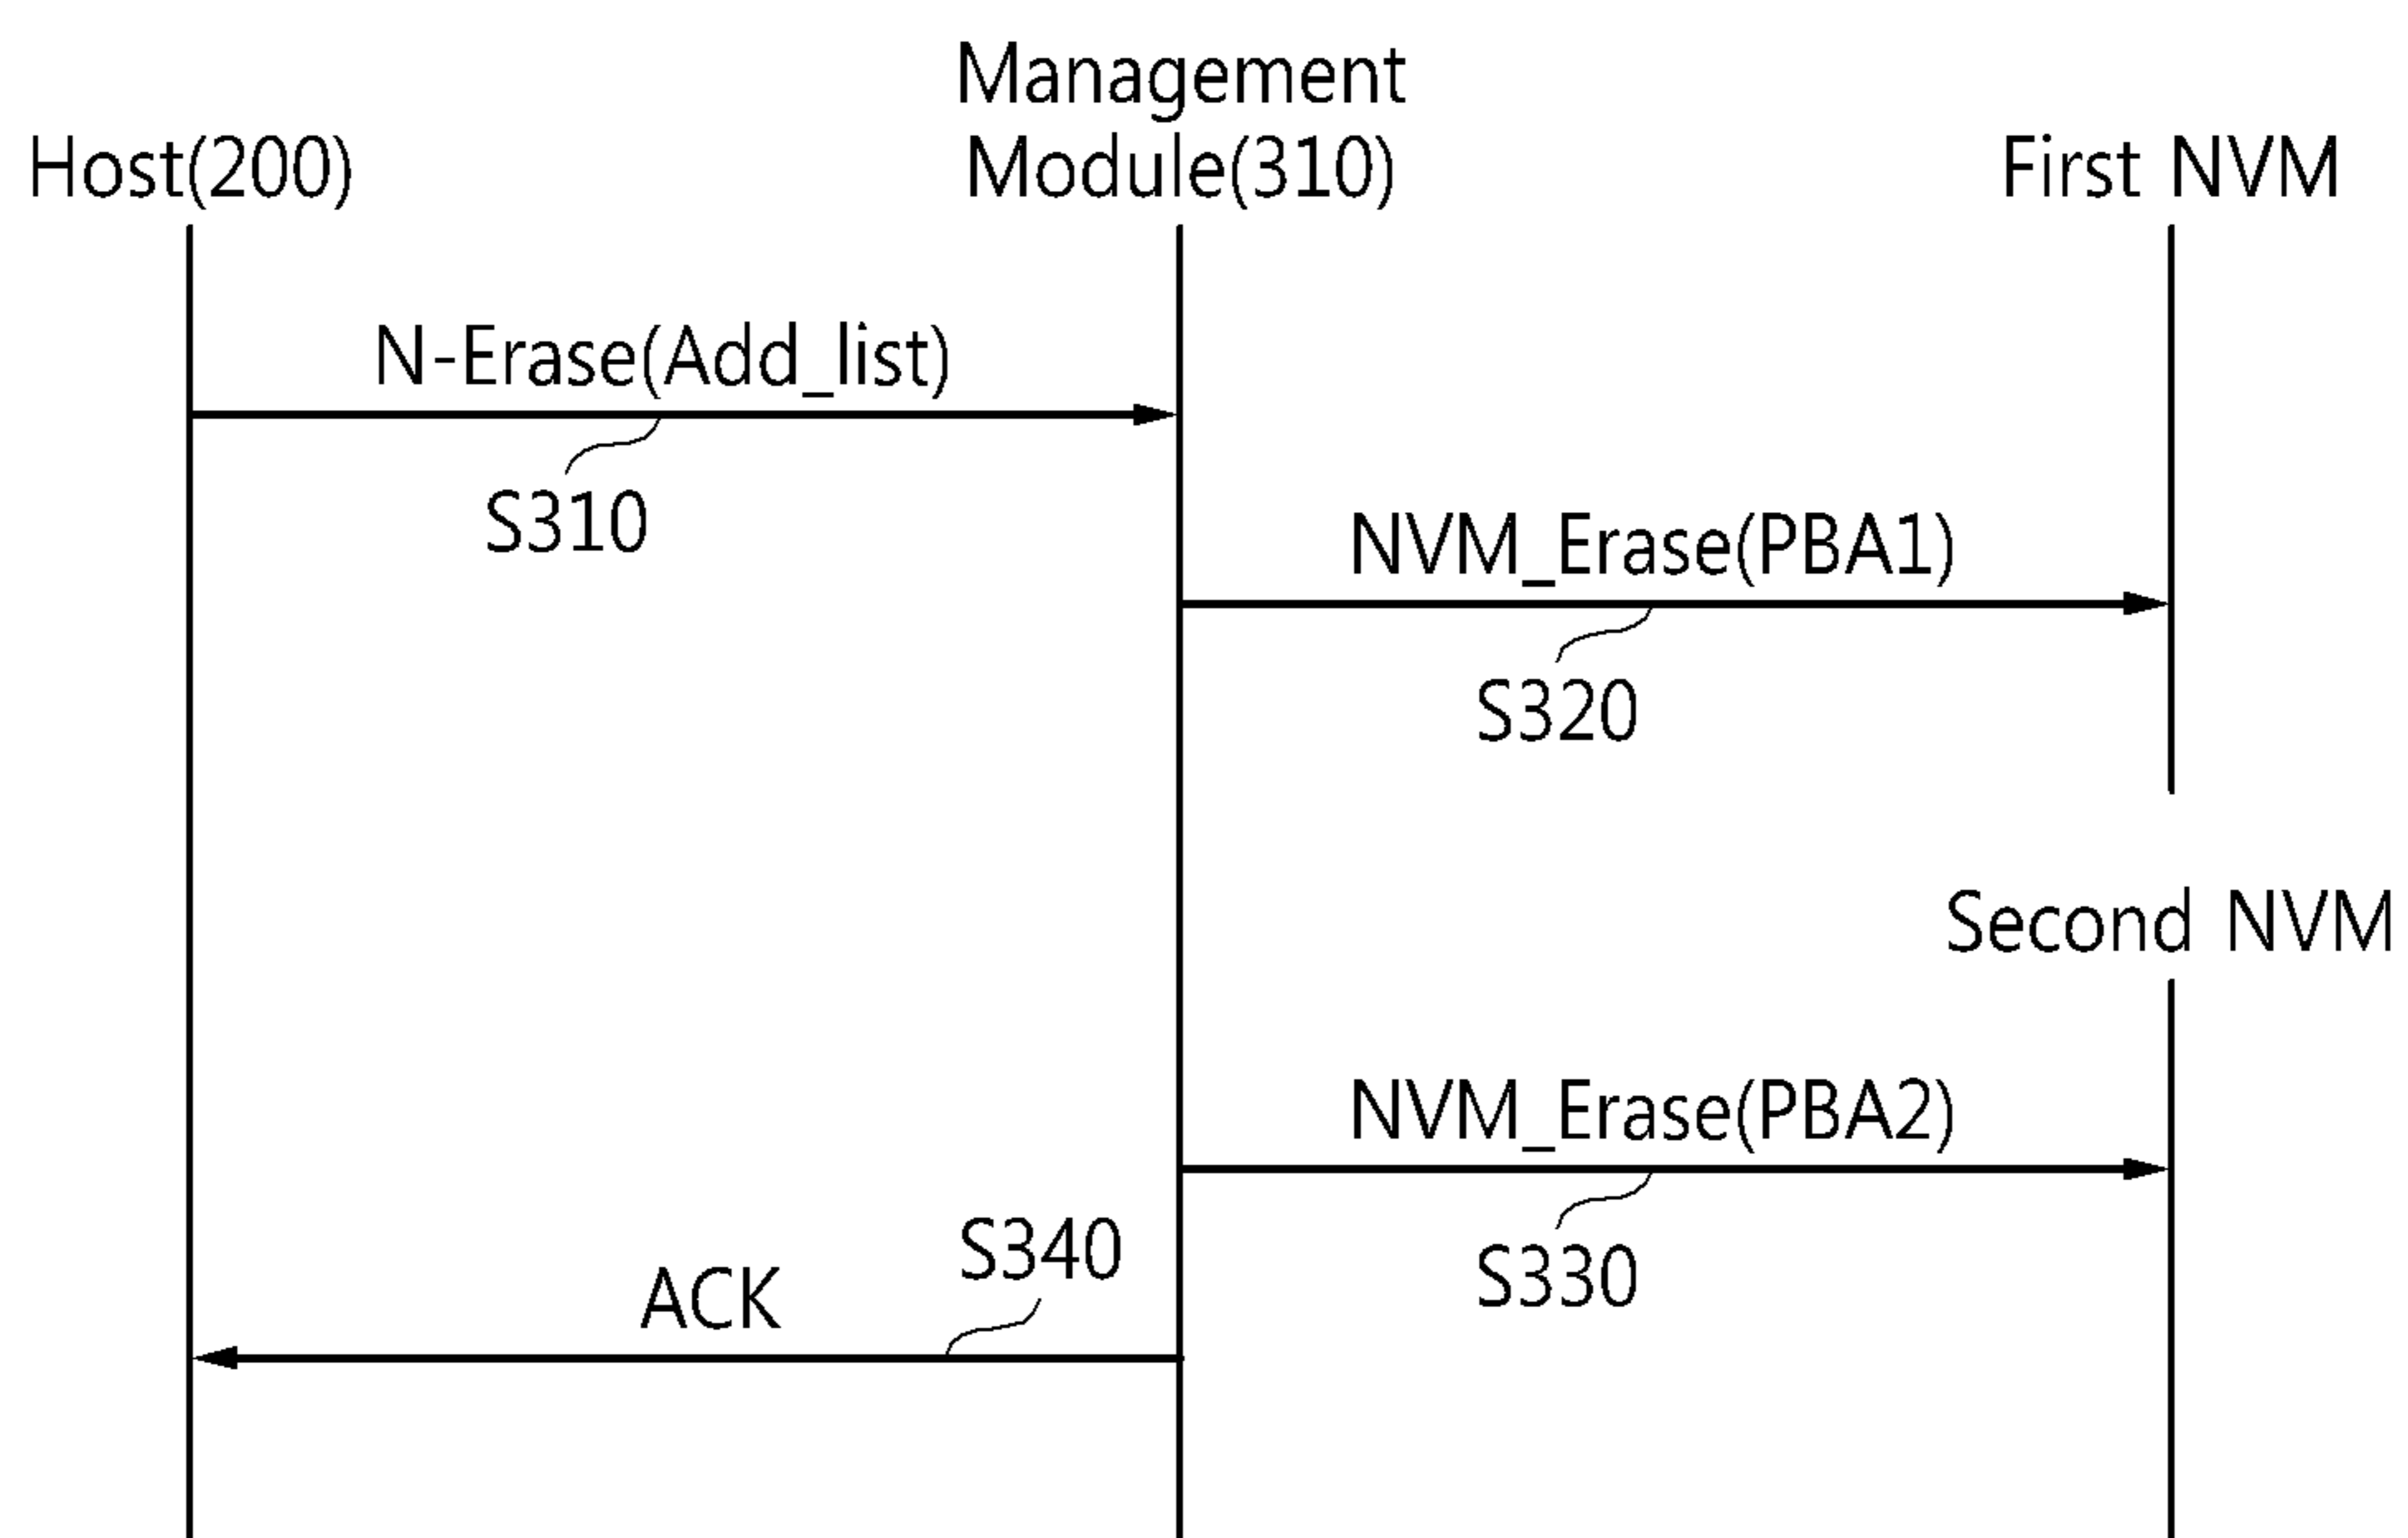 Management
Host(200)
Module(310)
First NVM
N-Erase(Add_list)
S310
NVM_Erase(PBA1)
S320
Second NVM
NVM_Erase(PBA2)
S340
S330
ACK